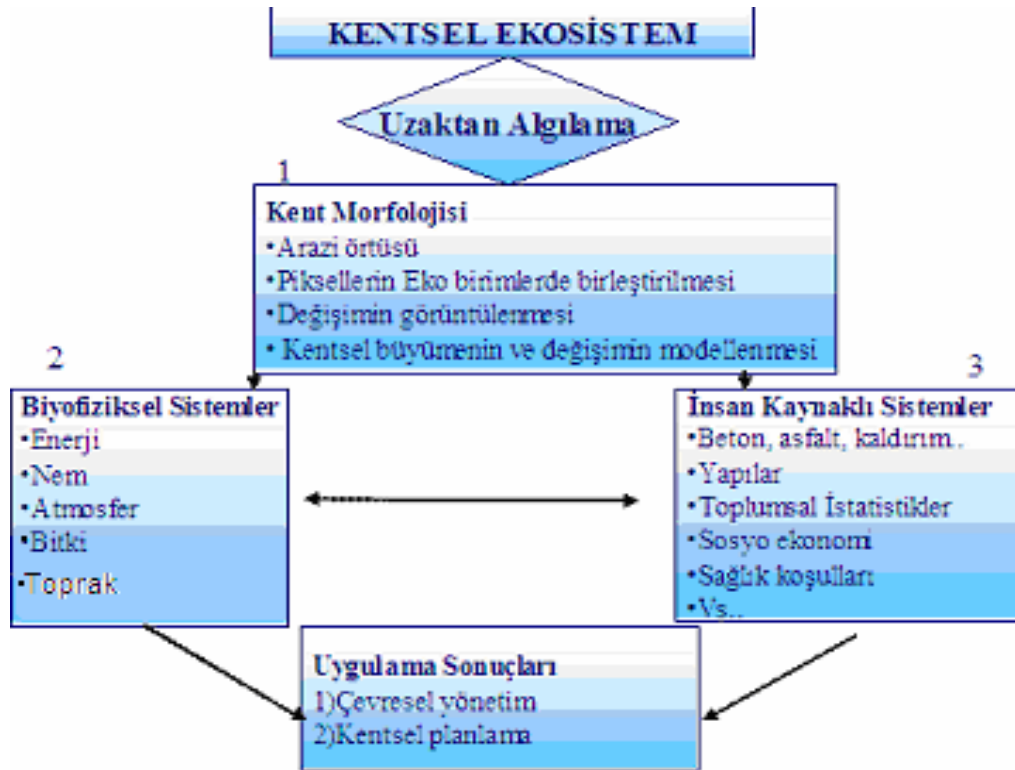 KENTSEL EKOSİSTEM
Uzaktan Algılama
1
Kent Morfolojisi
•Arazi örtüsü
•Piksellerin Eko birimlerde birleştirilmesi
•Değişimin görüntülenmesi
• Kentsel büyümenin ve değişimin modellenmesi
2
Biyofiziksel Sistemler
•Enerji
•Nem
•Atmosfer
•Bitki
•Toprak
3
İnsan Kaynaklı Sistemler
•Beton, asfalt, kaldırım..
•Yapılar
•Toplumsal İstatistikler
•Sosyo ekonomi
•Sağlık koşulları
•Vs..
Uygulama Sonuçları
1)Çevresel yönetim
2)Kentsel planlama